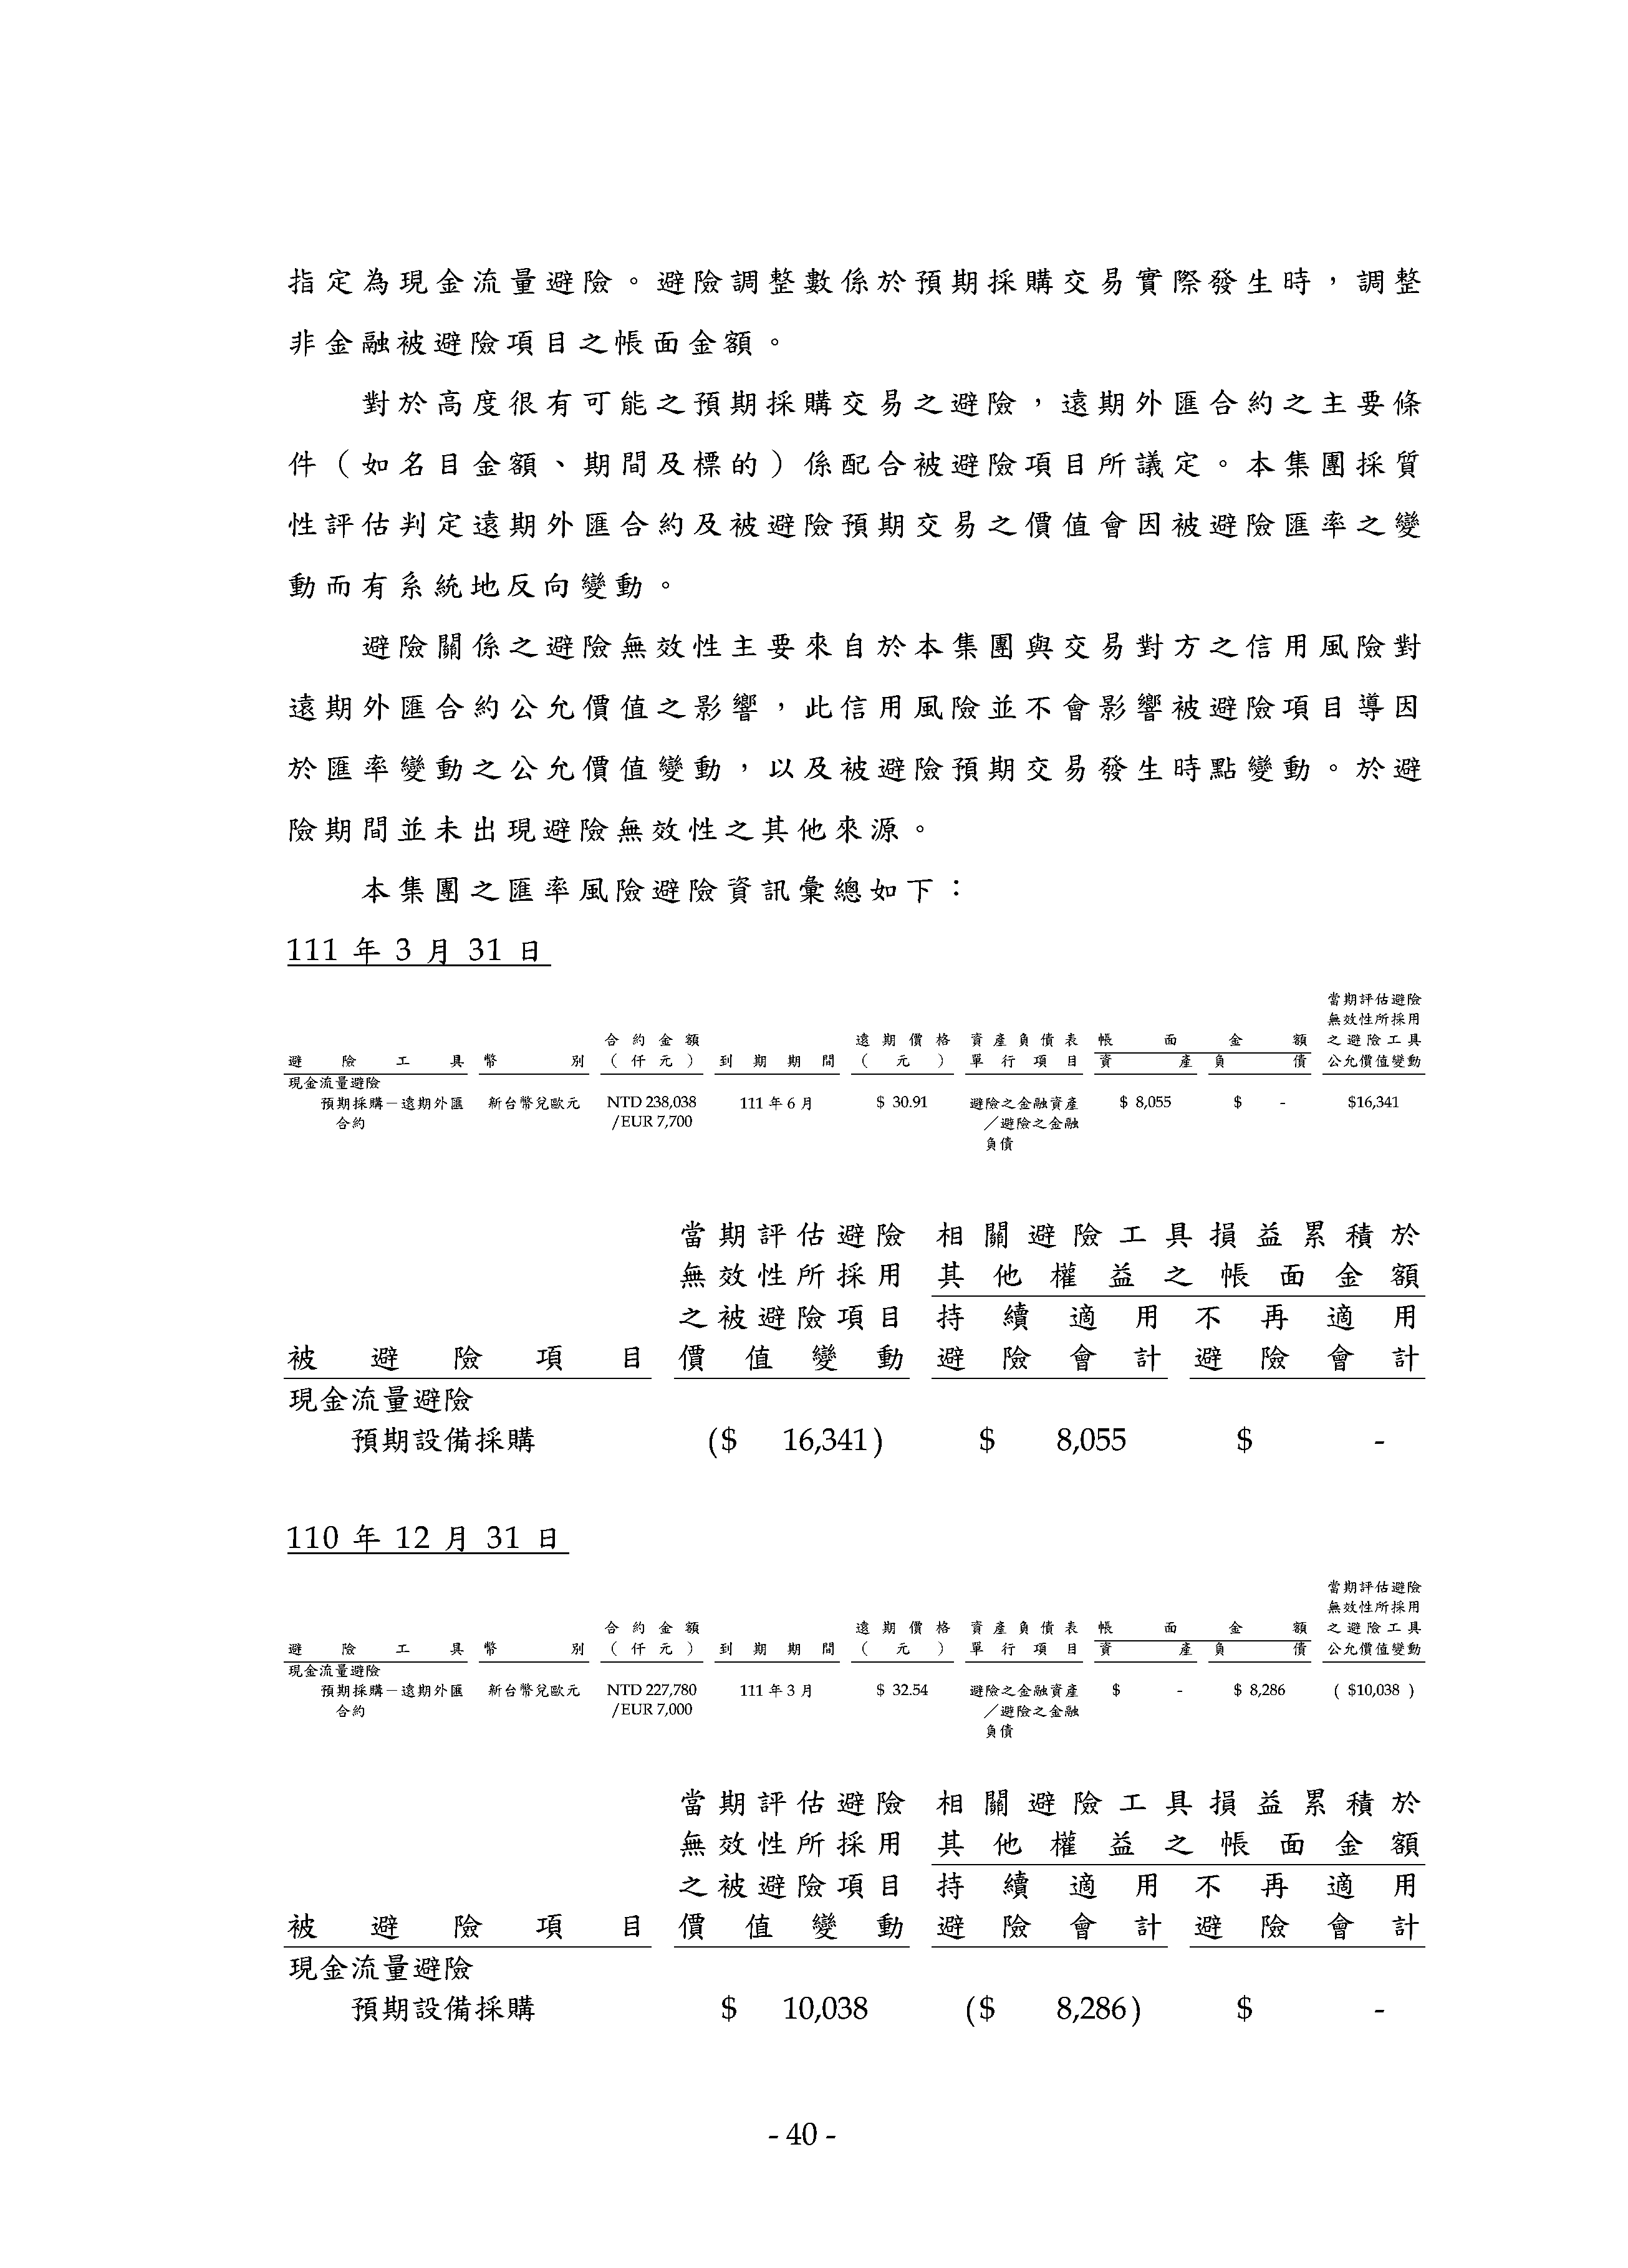 指定為現金流量避險。避險調整數係於預期採購交易實際發生時，調整
非金融被避險項目之帳面金額。
對於高度很有可能之預期採購交易之避險，遠期外匯合約之主要條
件（如名目金額、期間及標的）係配合被避險項目所議定。本集團採質
性評估判定遠期外匯合約及被避險預期交易之價值會因被避險匯率之變
動而有系統地反向變動。
避險關係之避險無效性主要來自於本集團與交易對方之信用風險對
遠期外匯合約公允價值之影響，此信用風險並不會影響被避險項目導因
於匯率變動之公允價值變動，以及被避險預期交易發生時點變動。於避
險期間並未出現避險無效性之其他來源。
本集團之匯率風險避險資訊彙總如下：
111 年 3 月 31 日
當期評估避險
無效性所採用
合約金額 遠期價格 資產負債表 帳面金額 之避險工具
避險工具 幣別 （仟元） 到期期間 （元） 單行項目 資產 負債 公允價值變動
現金流量避險
預期採購－遠期外匯 新台幣兌歐元 NTD 238,038 111 年 6 月 $ 30.91 避險之金融資產 $ 8,055 $ - $16,341
合約 /EUR 7,700 ／避險之金融
負債
當期評估避險 相關避險工具損益累積於
無效性所採用 其他權益之帳面金額
之被避險項目 持續適用 不再適用
被避險項目 價值變動 避險會計 避險會計
現金流量避險
預期設備採購 ($ 16,341) $ 8,055 $ -
110 年 12 月 31 日
當期評估避險
無效性所採用
合約金額 遠期價格 資產負債表 帳面金額 之避險工具
避險工具 幣別 （仟元） 到期期間 （元） 單行項目 資產 負債 公允價值變動
現金流量避險
預期採購－遠期外匯 新台幣兌歐元 NTD 227,780 111 年 3 月 $ 32.54 避險之金融資產 $ - $ 8,286 ( $10,038 )
合約 /EUR 7,000 ／避險之金融
負債
當期評估避險 相關避險工具損益累積於
無效性所採用 其他權益之帳面金額
之被避險項目 持續適用 不再適用
被避險項目 價值變動 避險會計 避險會計
現金流量避險
預期設備採購 $ 10,038 ($ 8,286) $ -
- 40 -